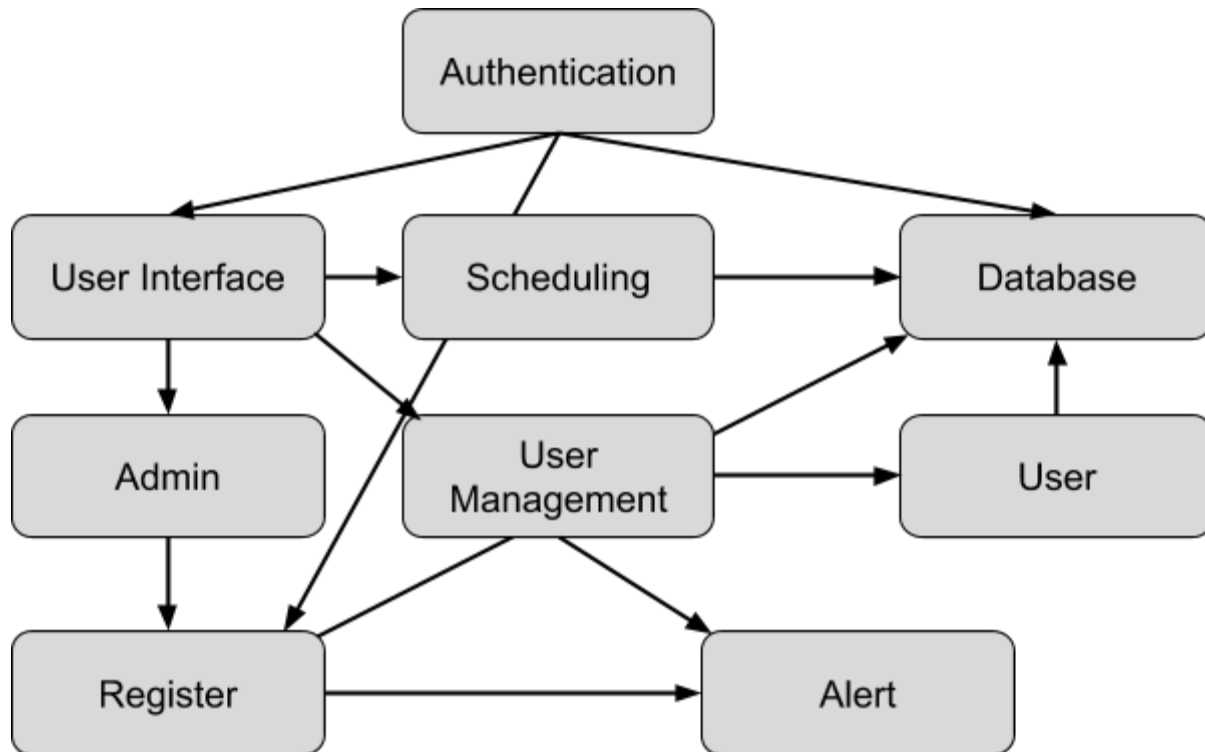 Authentication
User Interface
Scheduling
Database
Admin
User
Management
User
Register
Alert